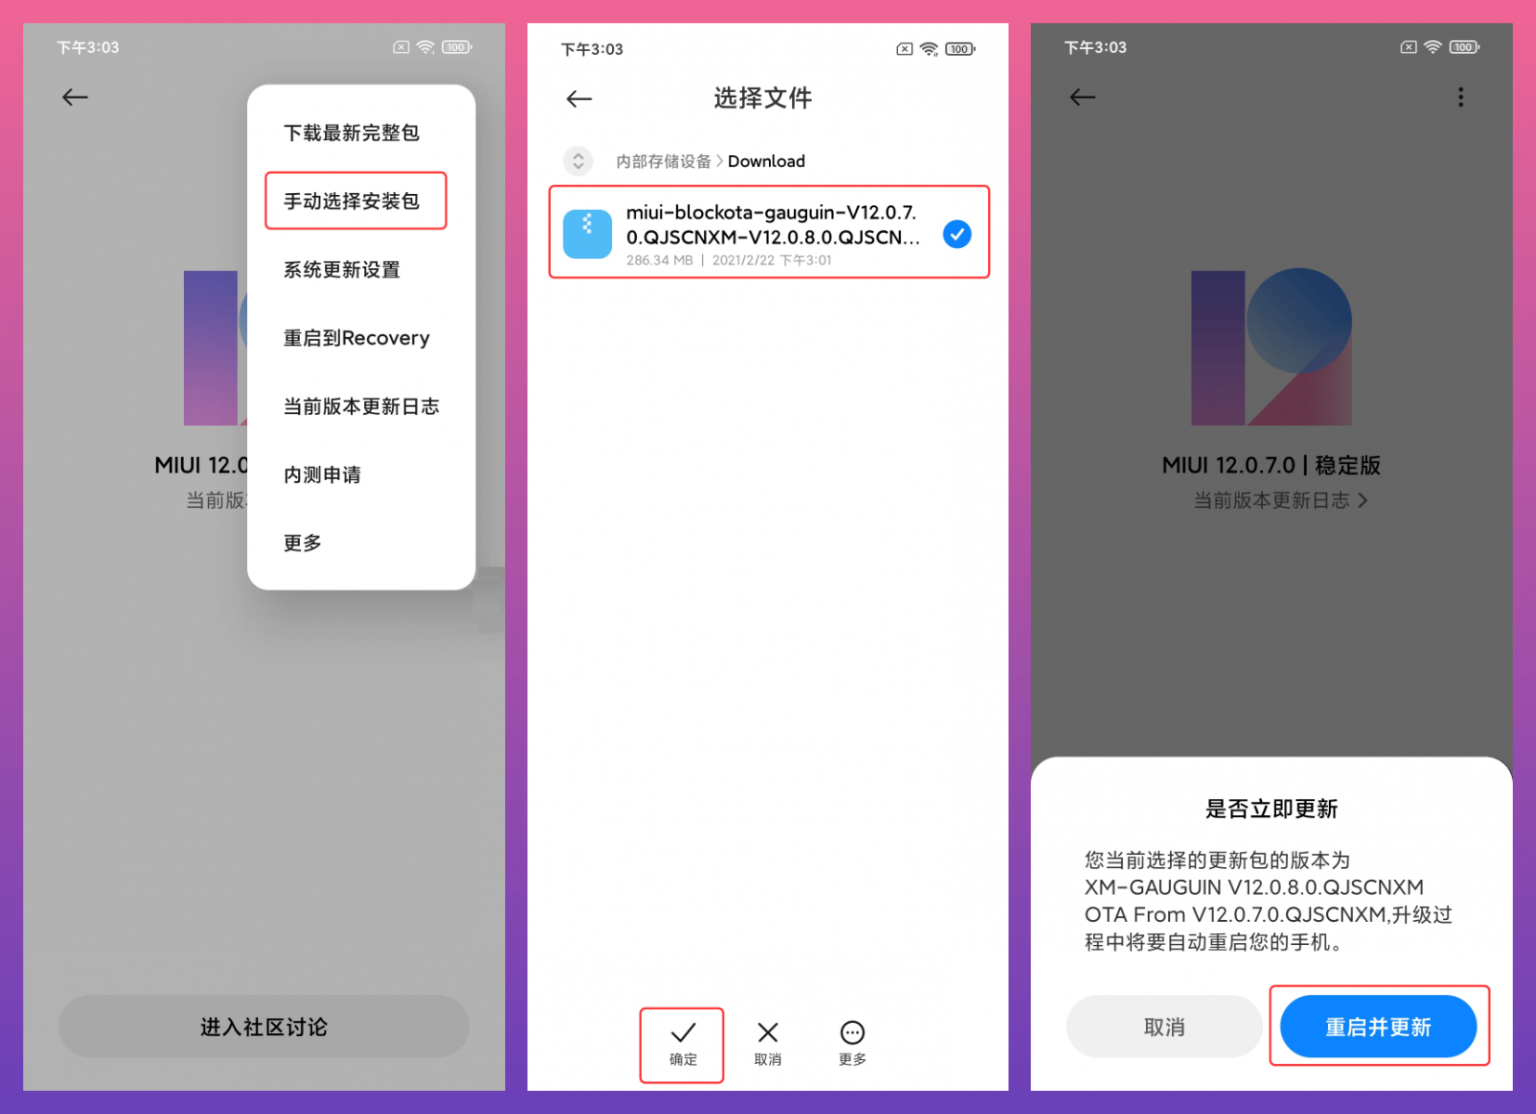 下午3:03
100
下载最新完整包
手动选择安装包
系统更新设置
重启到Recovery
当前版本更新日志
内测申请
更多
MIUI 12.0
当前版
进入社区讨论
下午3:03
100
选择文件
内部存储设备 > Download
miui-blockota-gauguin-V12.0.7.
0.QJSCNXM-V12.0.8.0.QJSCN...
286.34 MB | 2021/2/22 下午3:01
确定
取消
更多
下午3:03
100
MIUI 12.0.7.0 | 稳定版
当前版本更新日志 >
是否立即更新
您当前选择的更新包的版本为
XM-GAUGUIN V12.0.8.0.QJSCNXM
OTA From V12.0.7.0.QJSCNXM,升级过
程中将要自动重启您的手机。
取消
重启并更新